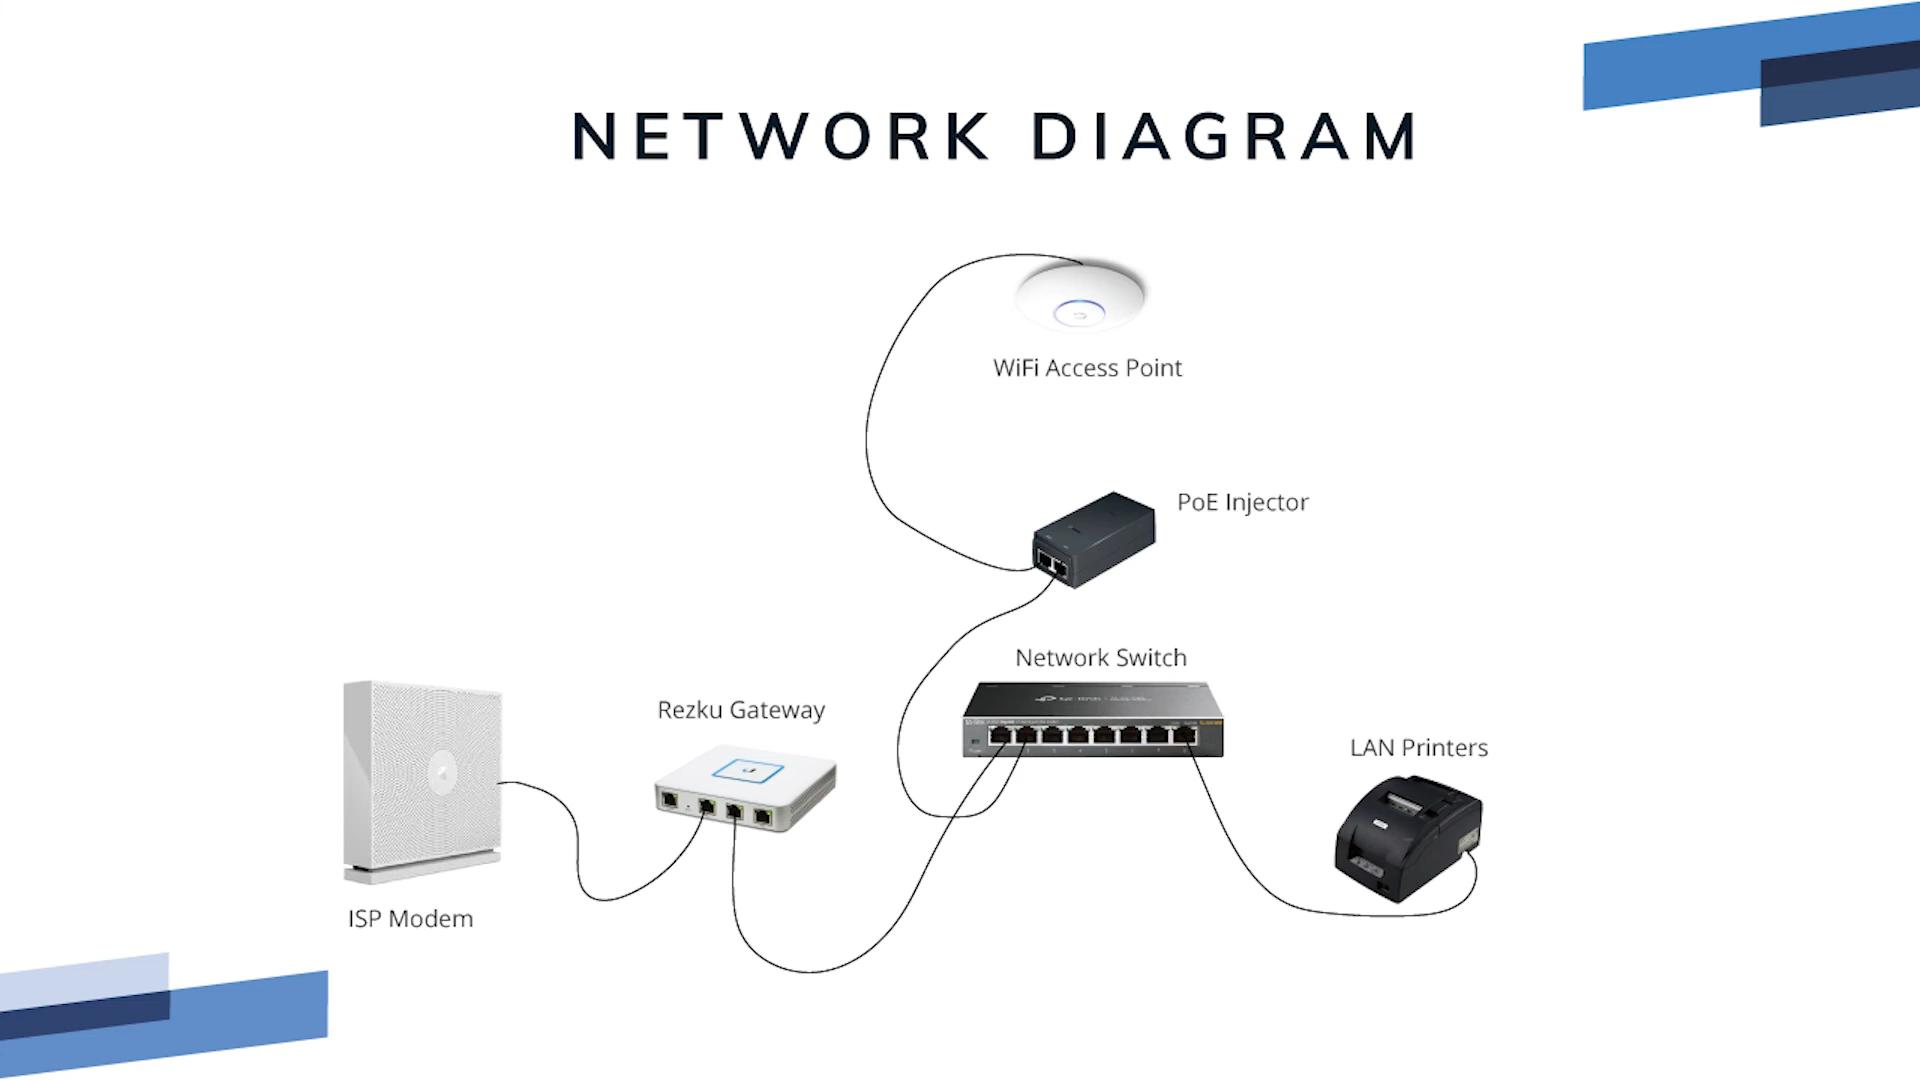 NETWORK DIAGRAM
WiFi Access Point
PoE Injector
Network Switch
Rezku Gateway
LAN Printers
ISP Modem